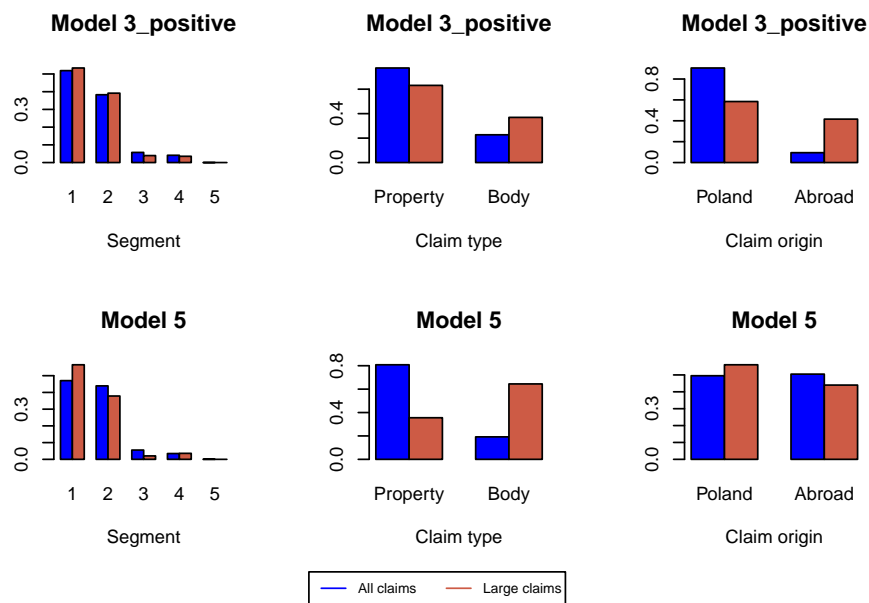 Model 3_positive
0.0
0.3
1 2 3 4 5
Segment
Model 3_positive
0.0
0.4
Property Body
Claim type
Model 3_positive
0.0
0.4
0.8
Poland Abroad
Claim origin
Model 5
0.0
0.3
1 2 3 4 5
Segment
Model 5
0.0
0.4
0.8
Property Body
Claim type
Model 5
0.0
0.3
Poland Abroad
Claim origin
All claims Large claims